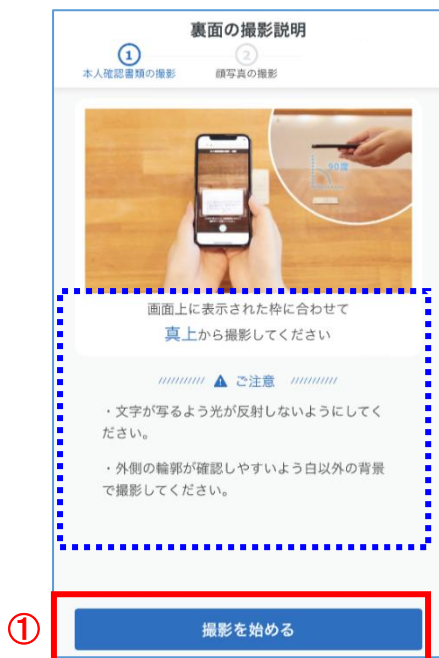 裏面の撮影説明
1
2
本人確認書類の撮影
顔写真の撮影
90度
画面上に表示された枠に合わせて
真上から撮影してください
ご注意
・文字が写るよう光が反射しないようにしてく
ださい。
・外側の輪郭が確認しやすいよう白以外の背景
で撮影してください。
①
撮影を始める